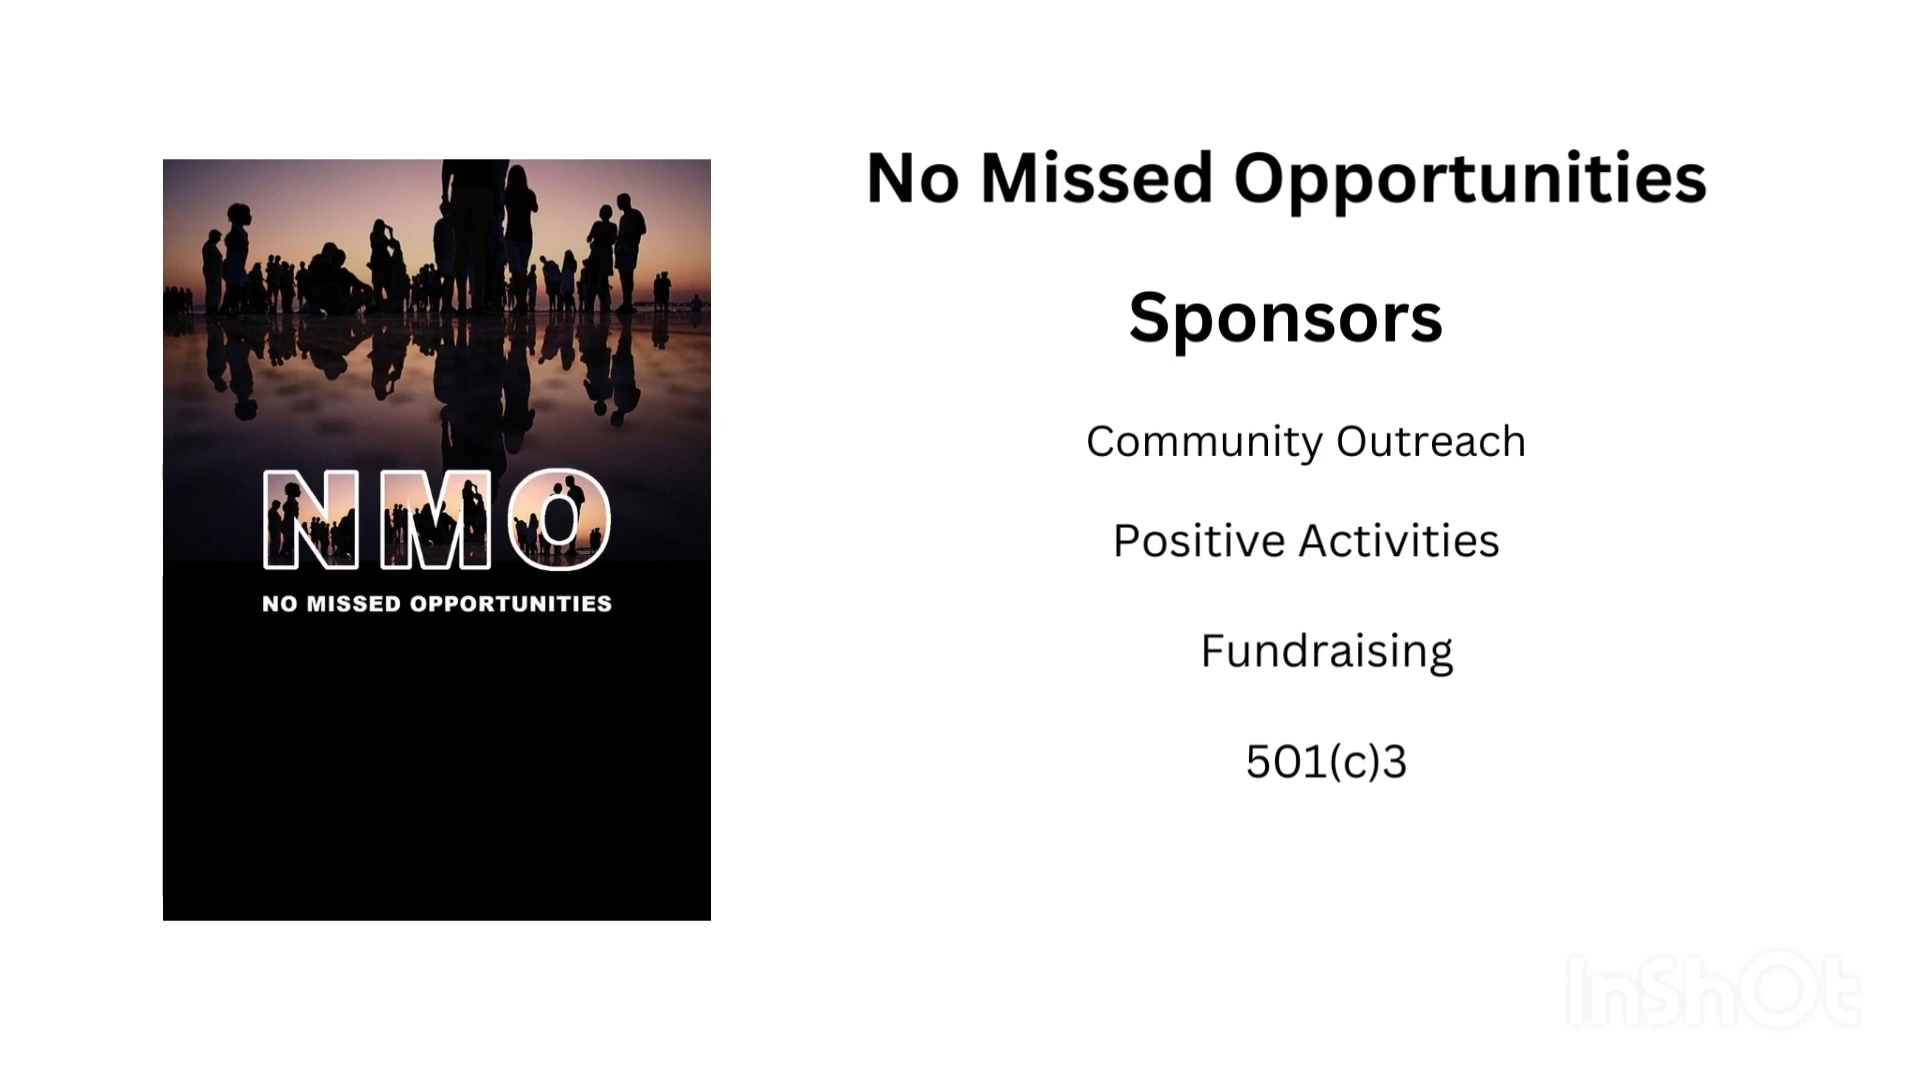 NMO
NO MISSED OPPORTUNITIES
No Missed Opportunities
Sponsors
Community Outreach
Positive Activities
Fundraising
501(c)3
InShOt